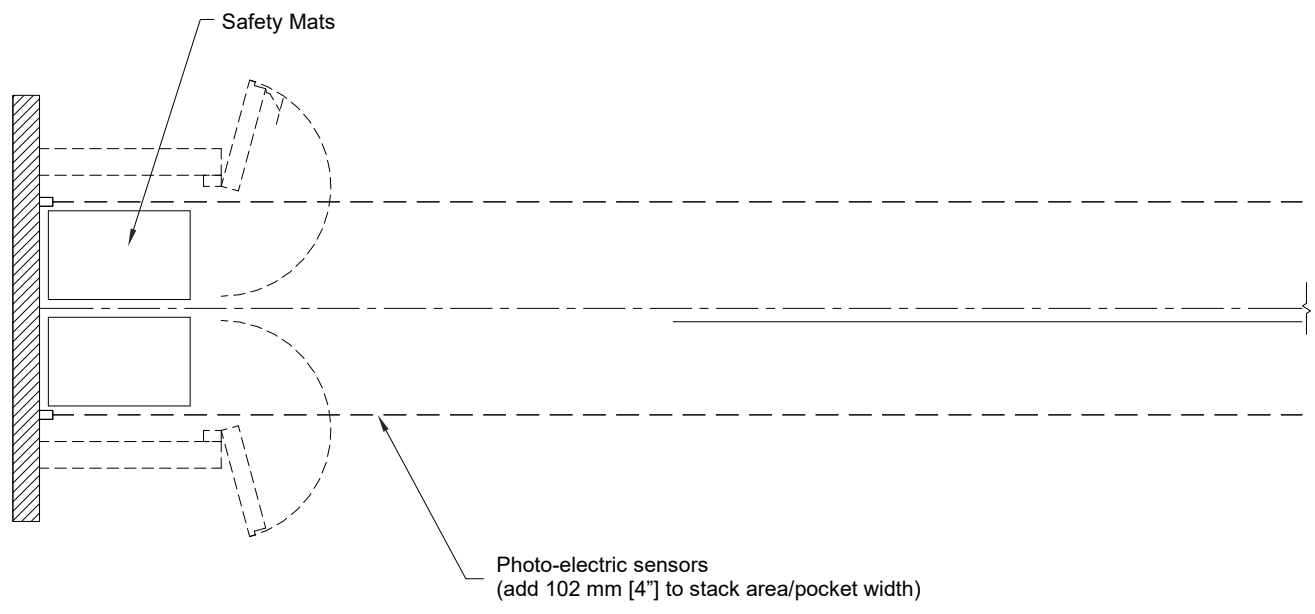 Safety Mats
Photo-electric sensors
(add 102 mm [4”] to stack area/pocket width)